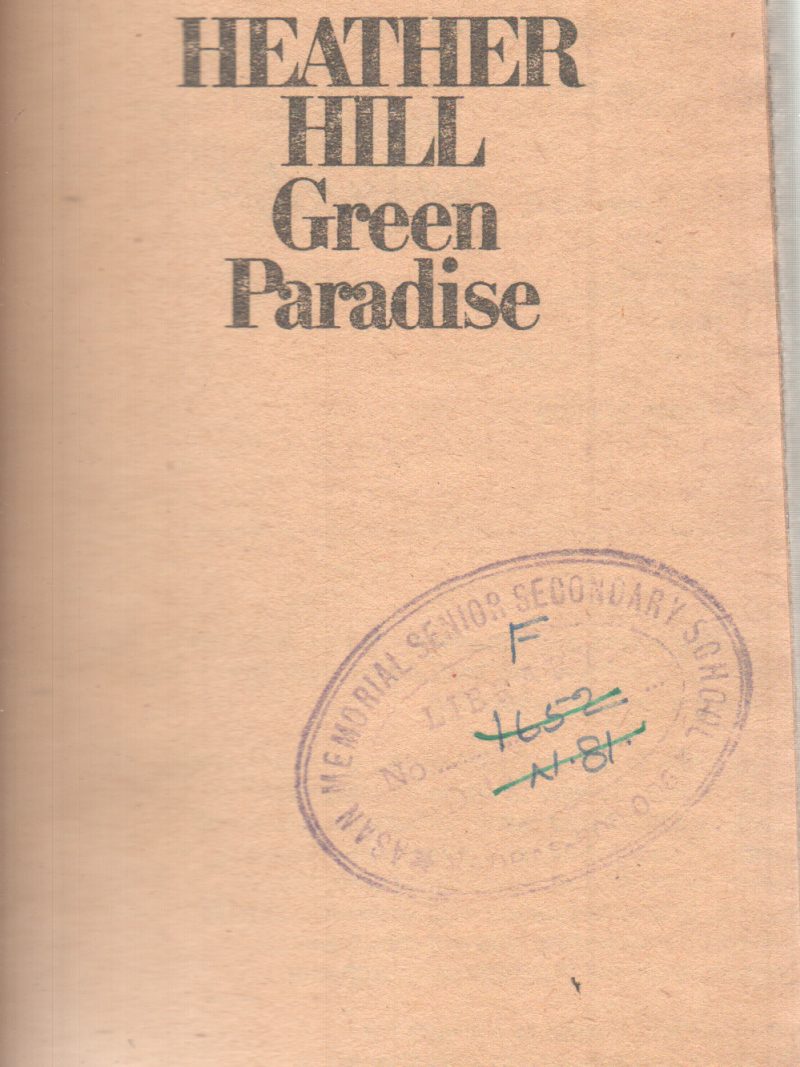 HEATHER
HILL
Green
Paradise
MEMORIAL SENIOR SECONDARY SCHOOL
F
LIBRARY
No. 1652
81.